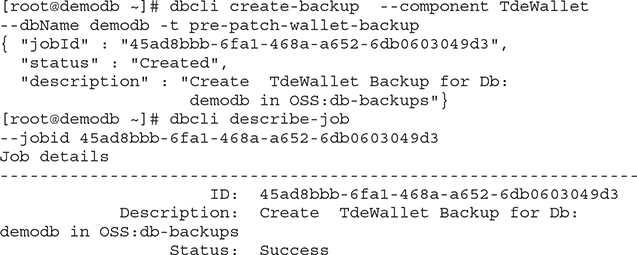 [root@demodb ~]# dbcli create-backup  --component TdeWallet
--dbName demodb -t pre-patch-wallet-backup
{ "jobId" : "45ad8bbb-6fa1-468a-a652-6db0603049d3",
  "status" : "Created",
  "description" : "Create  TdeWallet Backup for Db:
                   demodb in OSS:db-backups"}
[root@demodb ~]# dbcli describe-job
--jobid 45ad8bbb-6fa1-468a-a652-6db0603049d3
Job details
----------------------------------------------------------------
                     ID:  45ad8bbb-6fa1-468a-a652-6db0603049d3
            Description:  Create  TdeWallet Backup for Db:
demodb in OSS:db-backups
                 Status:  Success